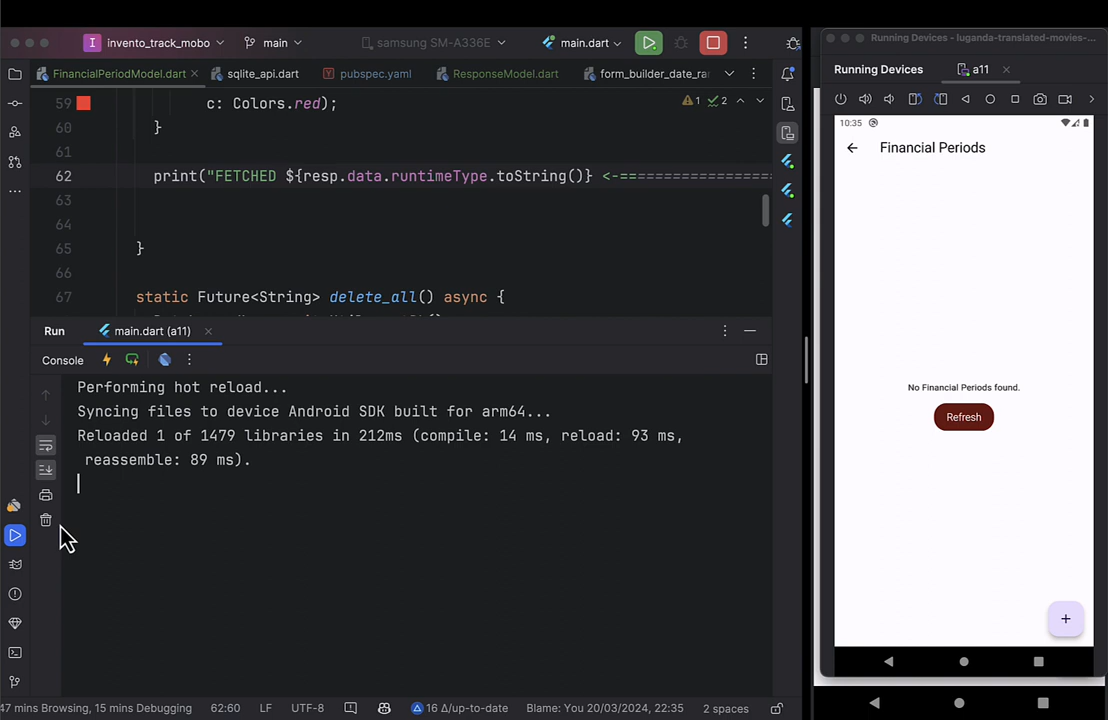 I invento_track_mobo main samsung SM-A336E main.dart
FinancialPeriodModel.dart sqlite_api.dart pubspec.yaml ResponseModel.dart form_builder_date_ra
59 c: Colors.red);
1 2
60 }
61
62 print("FETCHED ${resp.data.runtimeType.toString()} <-=================
63
64
65 }
66
67 static Future<String> delete_all() async {
Run main.dart (a11)
Console
Performing hot reload...
Syncing files to device Android SDK built for arm64...
Reloaded 1 of 1479 libraries in 212ms (compile: 14 ms, reload: 93 ms,
reassemble: 89 ms).
47 mins Browsing, 15 mins Debugging 62:60 LF UTF-8 16 Δ/up-to-date Blame: You 20/03/2024, 22:35 2 spaces
Running Devices - luganda-translated-movies-...
Running Devices a11
10:35
Financial Periods
No Financial Periods found.
Refresh
+